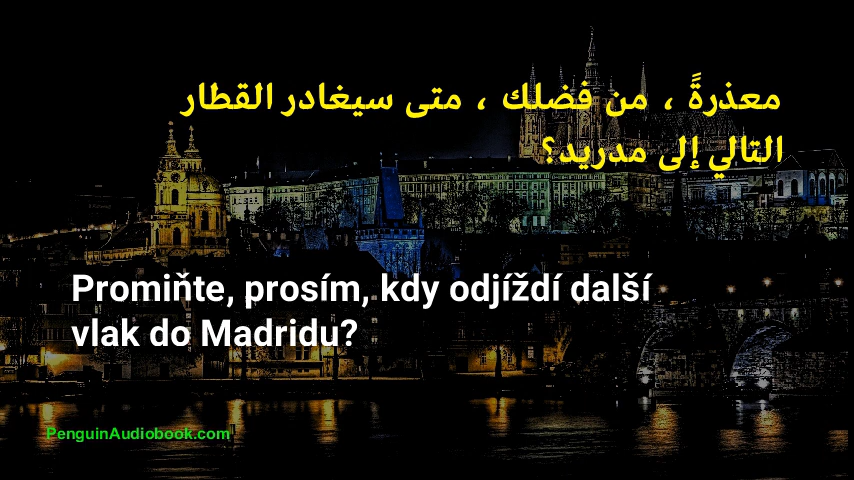 معذرةً ، من فضلك ، متى سيغادر القطار
التالي إلى مدريد؟
Promiňte, prosím, kdy odjíždí další
vlak do Madridu?
PenguinAudiobook.com